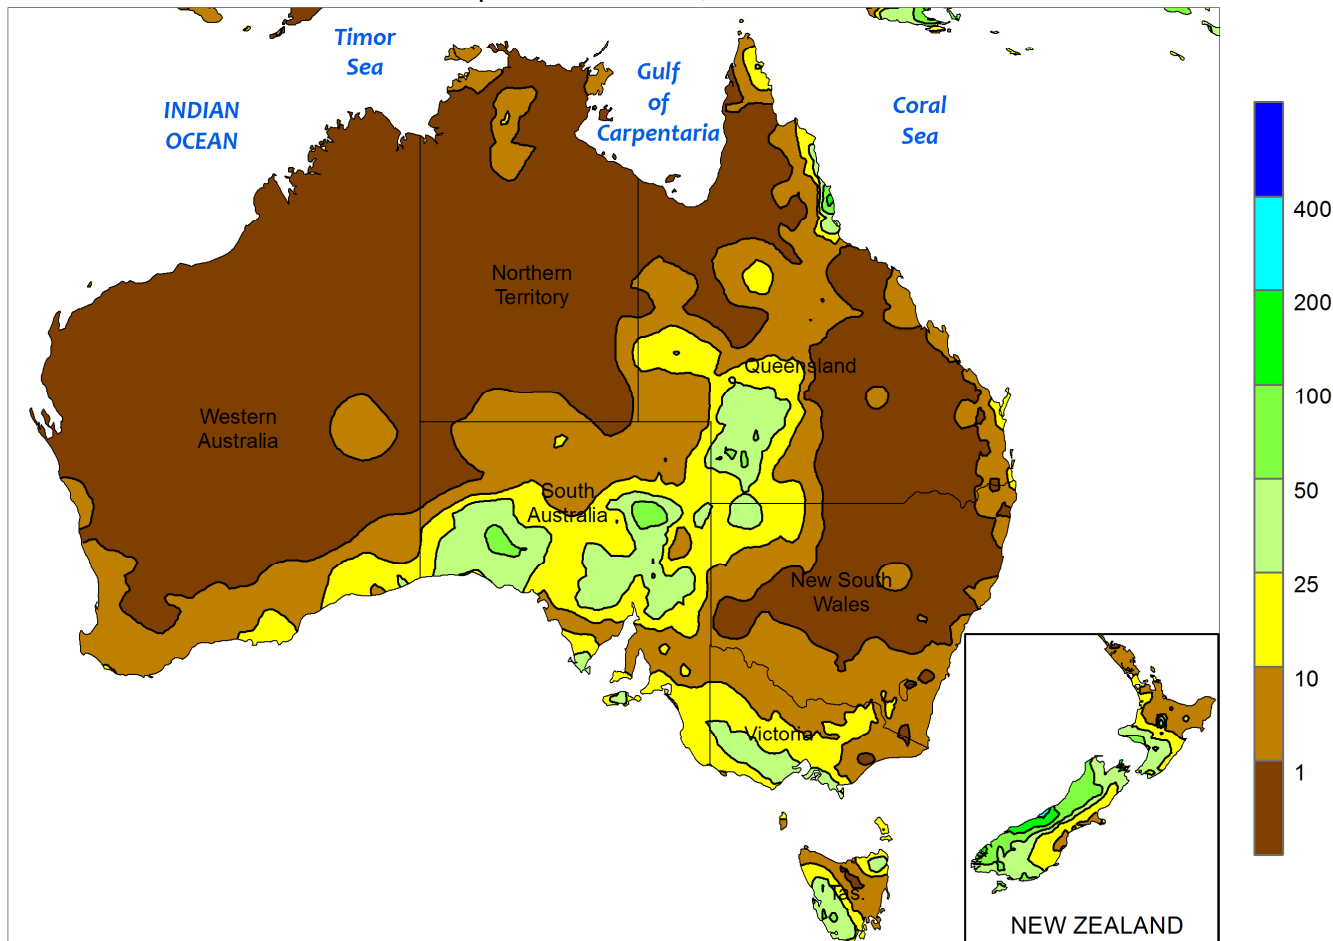 Timor
Sea
Gulf
of
Carpentaria
INDIAN
OCEAN
Coral
Sea
400
Northern
Territory
200
Queensland
100
Western
Australia
50
South
Australia
25
New South
Wales
10
Victoria
1
Tas.
NEW ZEALAND